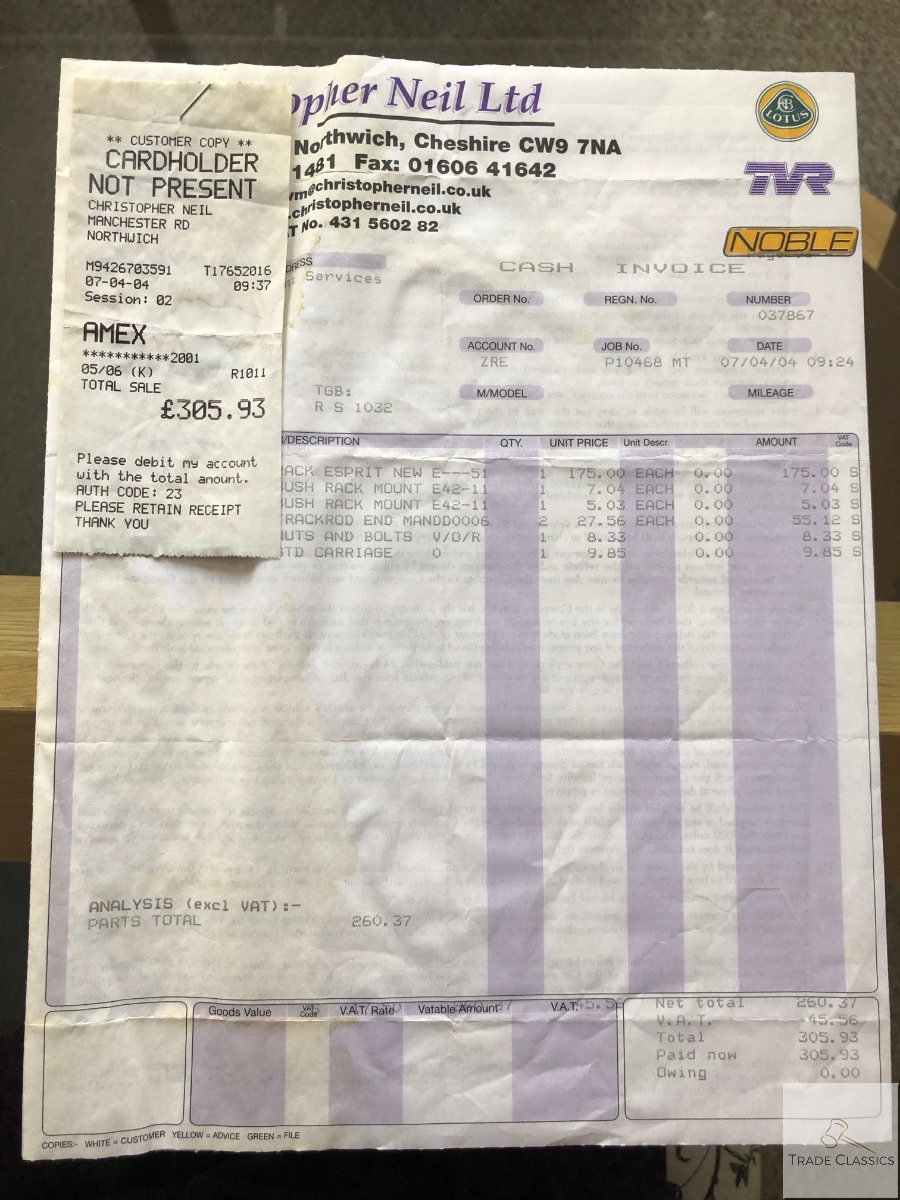 ** CUSTOMER COPY **
CARDHOLDER
NOT PRESENT
CHRISTOPHER NEIL
MANCHESTER RD
NORTHWICH
M9426703591 T17652016
07-04-04 09:37
Session: 02
AMEX
***********2001
05/06 (K) R1011
TOTAL SALE
£305.93
Please debit my account
with the total amount.
AUTH CODE: 23
PLEASE RETAIN RECEIPT
THANK YOU
opher Neil Ltd
Northwich, Cheshire CW9 7NA
1481 Fax: 01606 41642
@christopherneil.co.uk
.christopherneil.co.uk
T No. 431 5602 82
LOTUS
TVR
NOBLE
DRESS
Services
CASH INVOICE
ORDER No. REGN. No. NUMBER
037867
ACCOUNT No. JOB No. DATE
ZRE P10468 MT 07/04/04 09:24
TGB: M/MODEL MILEAGE
R S 1032
/DESCRIPTION QTY. UNIT PRICE Unit Descr. AMOUNT VAT Code
RACK ESPRIT NEW E---51 1 175.00 EACH 0.00 175.00 S
BUSH RACK MOUNT E42-11 1 7.04 EACH 0.00 7.04 S
BUSH RACK MOUNT E42-11 1 5.03 EACH 0.00 5.03 S
TRACKROD END MANDD0006 2 27.56 EACH 0.00 55.12 S
NUTS AND BOLTS V/O/R 1 8.33 EACH 0.00 8.33 S
STD CARRIAGE 0 1 9.85 0.00 9.85 S
ANALYSIS (excl VAT):-
PARTS TOTAL 260.37
Goods Value VAT Code V.A.T. Rate Vatable Amount V.A.T. 45.56
Net total 260.37
V.A.T. 45.56
Total 305.93
Paid now 305.93
Owing 0.00
COPIES:- WHITE = CUSTOMER YELLOW = ADVICE GREEN = FILE
TRADE CLASSICS